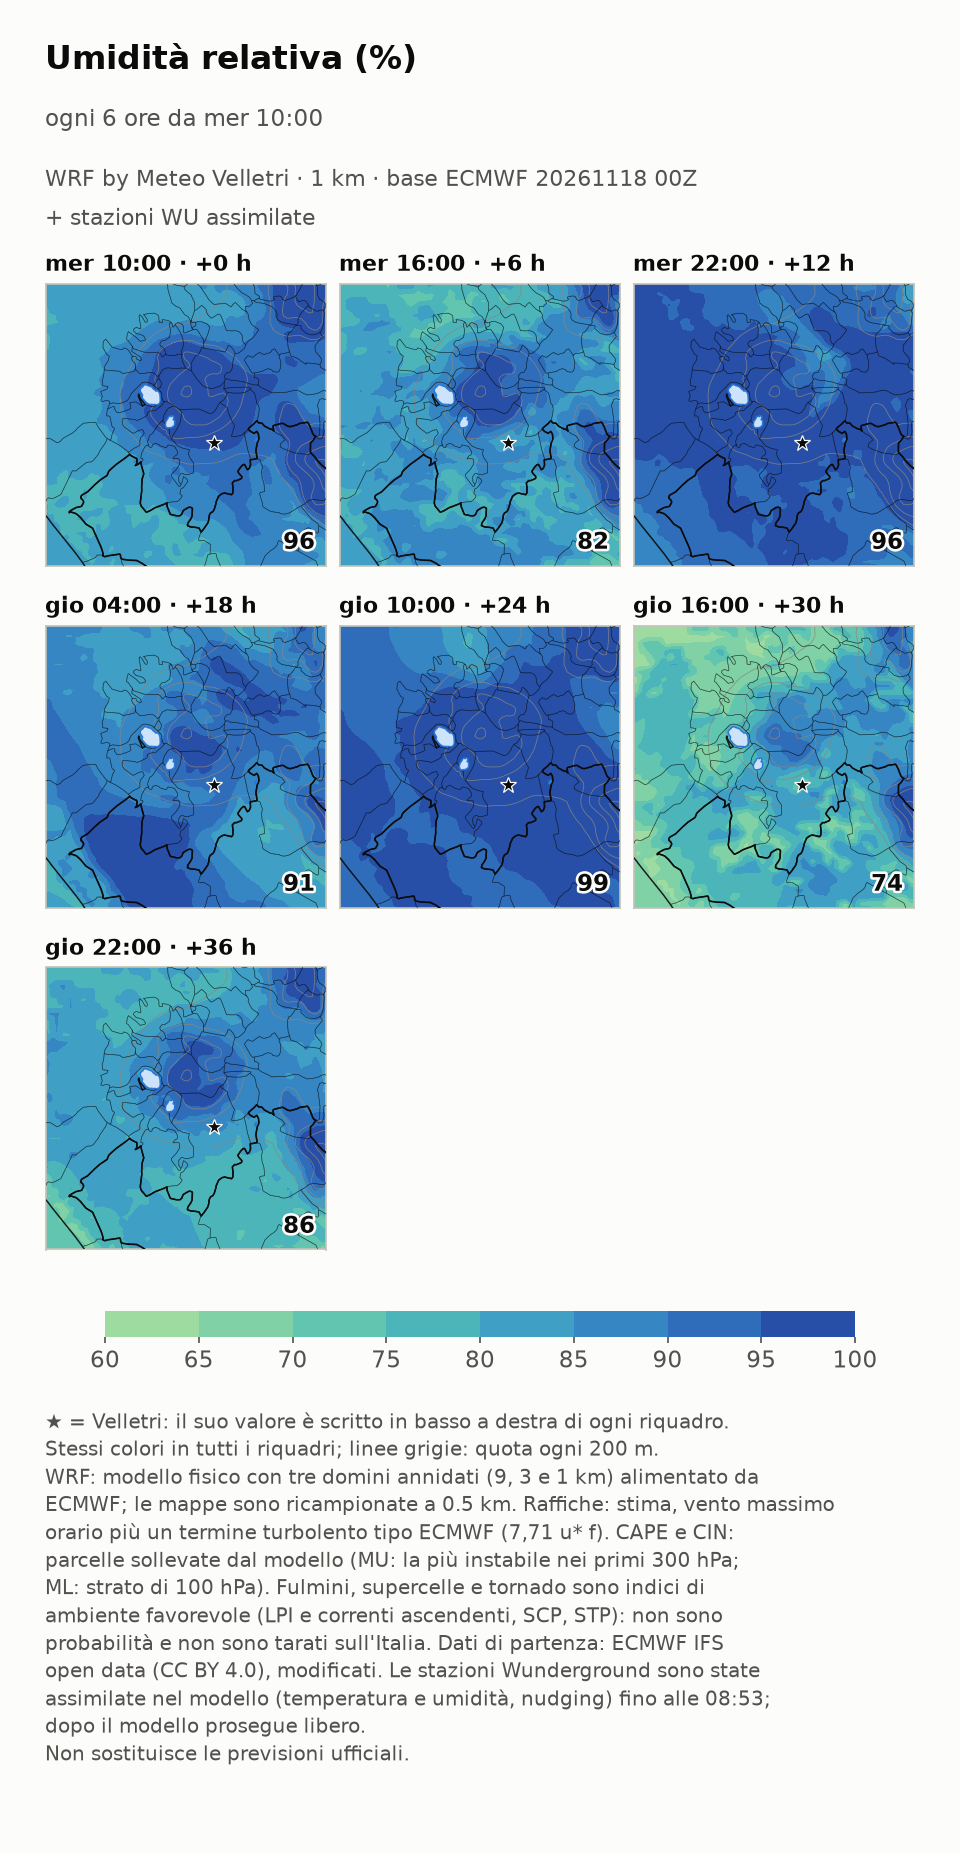 Umidità relativa (%)
ogni 6 ore da mer 10:00
WRF by Meteo Velletri · 1 km · base ECMWF 20261118 00Z
+ stazioni WU assimilate
mer 10:00 · +0 h
mer 16:00 · +6 h
mer 22:00 · +12 h
96
82
96
gio 04:00 · +18 h
gio 10:00 · +24 h
gio 16:00 · +30 h
91
99
74
gio 22:00 · +36 h
86
60 65 70 75 80 85 90 95 100
★ = Velletri: il suo valore è scritto in basso a destra di ogni riquadro.
Stessi colori in tutti i riquadri; linee grigie: quota ogni 200 m.
WRF: modello fisico con tre domini annidati (9, 3 e 1 km) alimentato da
ECMWF; le mappe sono ricampionate a 0.5 km. Raffiche: stima, vento massimo
orario più un termine turbolento tipo ECMWF (7,71 u* f). CAPE e CIN:
parcelle sollevate dal modello (MU: la più instabile nei primi 300 hPa;
ML: strato di 100 hPa). Fulmini, supercelle e tornado sono indici di
ambiente favorevole (LPI e correnti ascendenti, SCP, STP): non sono
probabilità e non sono tarati sull'Italia. Dati di partenza: ECMWF IFS
open data (CC BY 4.0), modificati. Le stazioni Wunderground sono state
assimilate nel modello (temperatura e umidità, nudging) fino alle 08:53;
dopo il modello prosegue libero.
Non sostituisce le previsioni ufficiali.